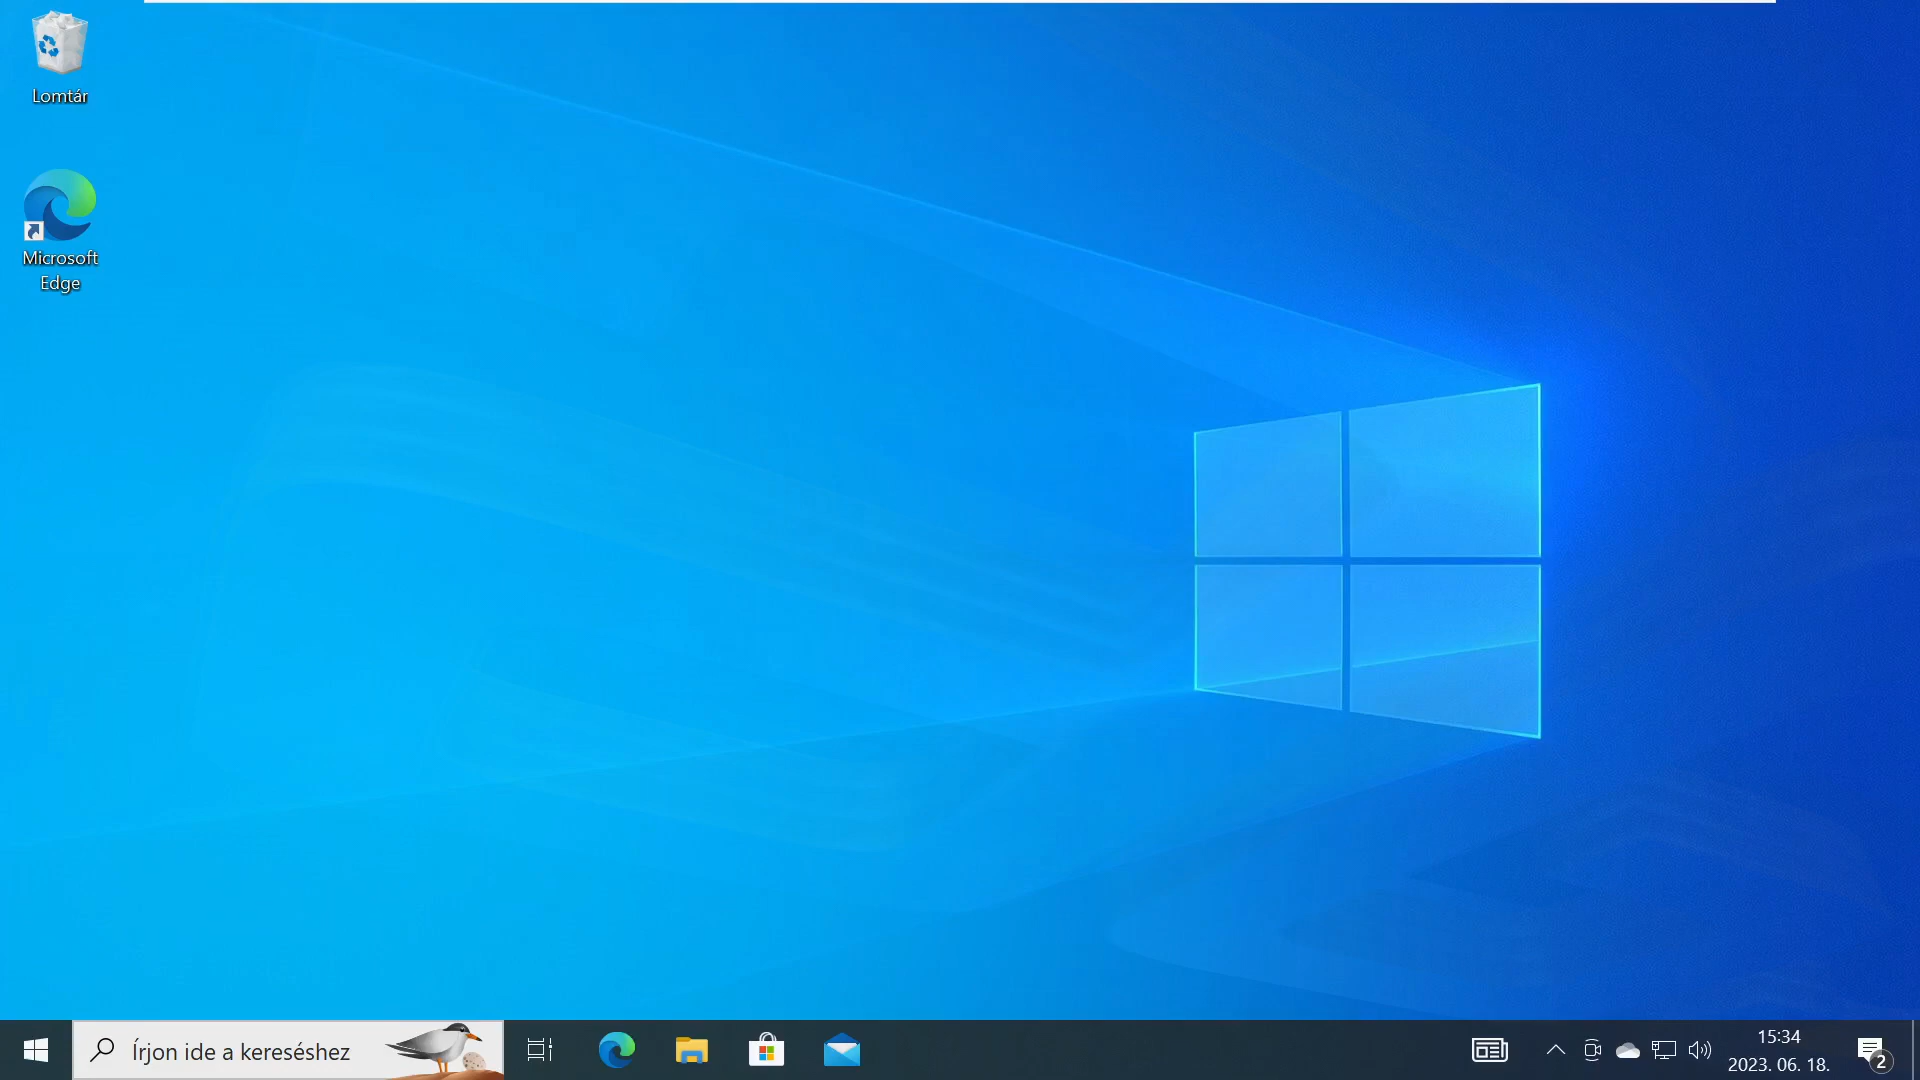 Lomtár
Microsoft
Edge
Írjon ide a kereséshez
15:34
2023. 06. 18.
2